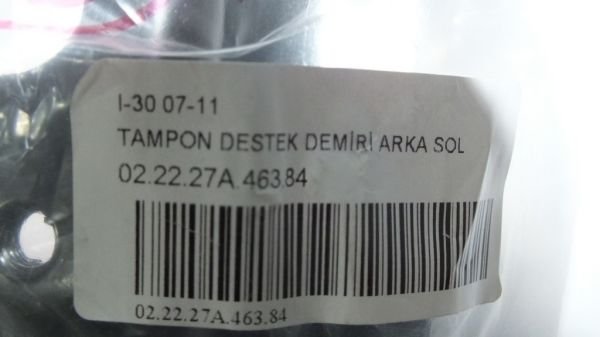 I-30 07-11
TAMPON DESTEK DEMİRİ ARKA SOL
02.22.27A.463.84
02.22.27A.463.84